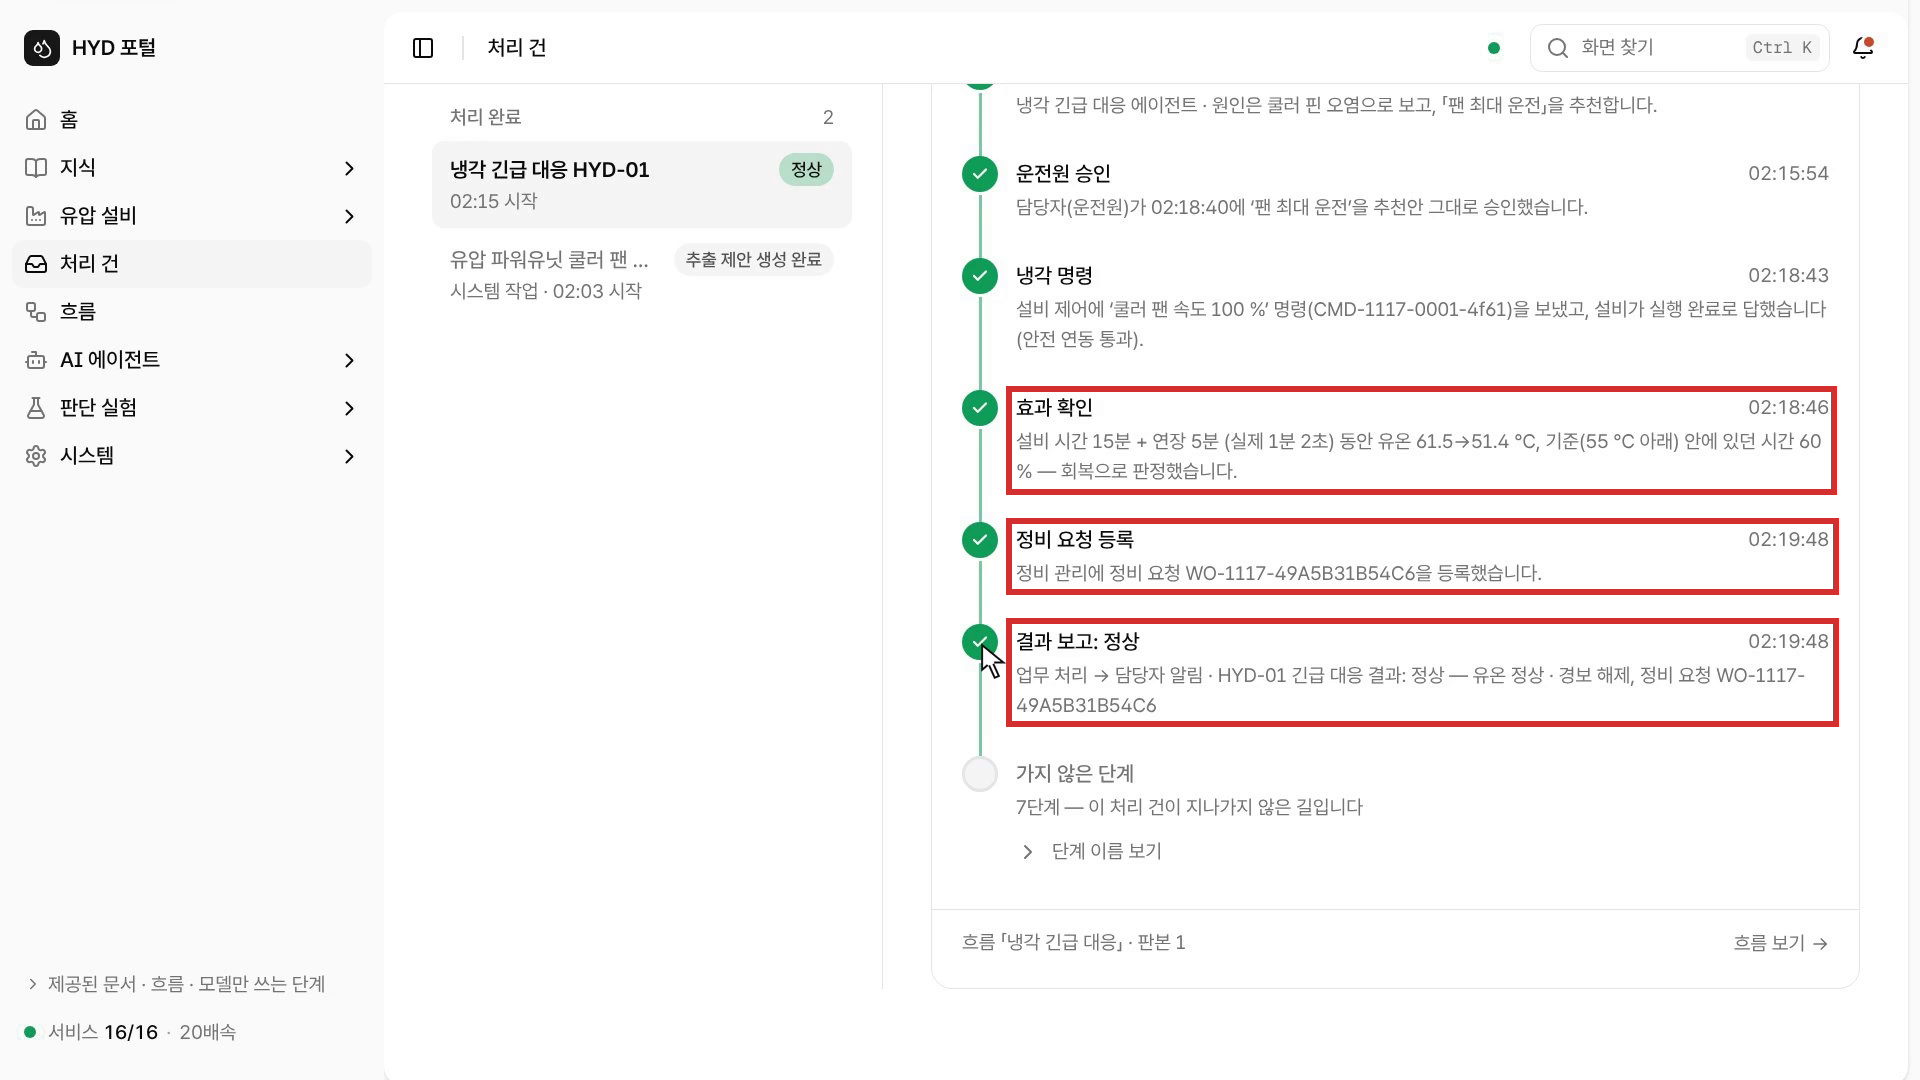 HYD 포털
홈
지식
유압 설비
처리 건
흐름
AI 에이전트
판단 실험
시스템
제공된 문서 · 흐름 · 모델만 쓰는 단계
서비스 16/16 · 20배속
처리 건
화면 찾기
Ctrl K
처리 완료 2
냉각 긴급 대응 HYD-01 정상
02:15 시작
유압 파워유닛 쿨러 팬 ... 추출 제안 생성 완료
시스템 작업 · 02:03 시작
냉각 긴급 대응 에이전트 · 원인은 쿨러 핀 오염으로 보고, 「팬 최대 운전」을 추천합니다.
운전원 승인 02:15:54
담당자(운전원)가 02:18:40에 ‘팬 최대 운전’을 추천안 그대로 승인했습니다.
냉각 명령 02:18:43
설비 제어에 ‘쿨러 팬 속도 100 %’ 명령(CMD-1117-0001-4f61)을 보냈고, 설비가 실행 완료로 답했습니다
(안전 연동 통과).
효과 확인 02:18:46
설비 시간 15분 + 연장 5분 (실제 1분 2초) 동안 유온 61.5→51.4 °C, 기준(55 °C 아래) 안에 있던 시간 60
% — 회복으로 판정했습니다.
정비 요청 등록 02:19:48
정비 관리에 정비 요청 WO-1117-49A5B31B54C6을 등록했습니다.
결과 보고: 정상 02:19:48
업무 처리 → 담당자 알림 · HYD-01 긴급 대응 결과: 정상 — 유온 정상 · 경보 해제, 정비 요청 WO-1117-
49A5B31B54C6
가지 않은 단계
7단계 — 이 처리 건이 지나가지 않은 길입니다
단계 이름 보기
흐름 「냉각 긴급 대응」 · 판본 1
흐름 보기 →